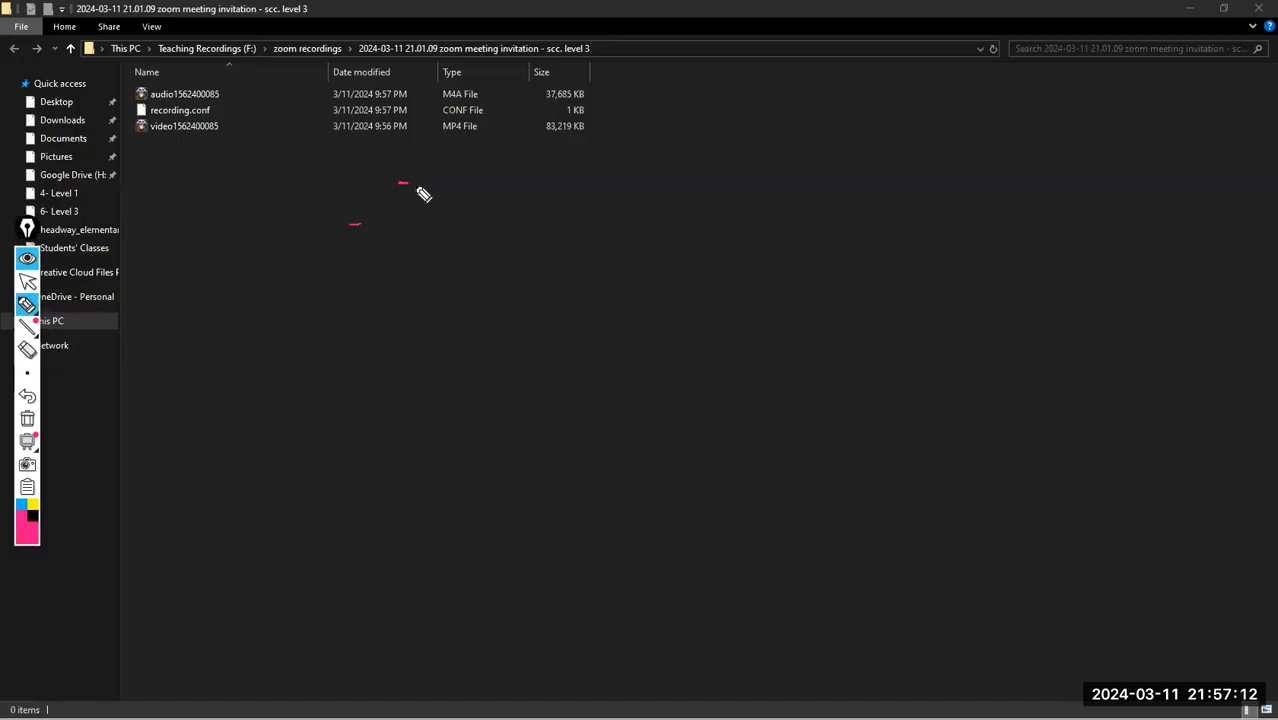 2024-03-11 21.01.09 zoom meeting invitation - scc. level 3
File Home Share View
This PC Teaching Recordings (F:) zoom recordings 2024-03-11 21.01.09 zoom meeting invitation - scc. level 3
Search 2024-03-11 21.01.09 zoom meeting invitation - scc. level 3
Name Date modified Type Size
audio1562400085 3/11/2024 9:57 PM M4A File 37,685 KB
recording.conf 3/11/2024 9:57 PM CONF File 1 KB
video1562400085 3/11/2024 9:56 PM MP4 File 83,219 KB
Quick access
Desktop
Downloads
Documents
Pictures
Google Drive (H:
4- Level 1
6- Level 3
headway_elementar
Students' Classes
reative Cloud Files P
neDrive - Personal
his PC
etwork
2024-03-11 21:57:12
0 items